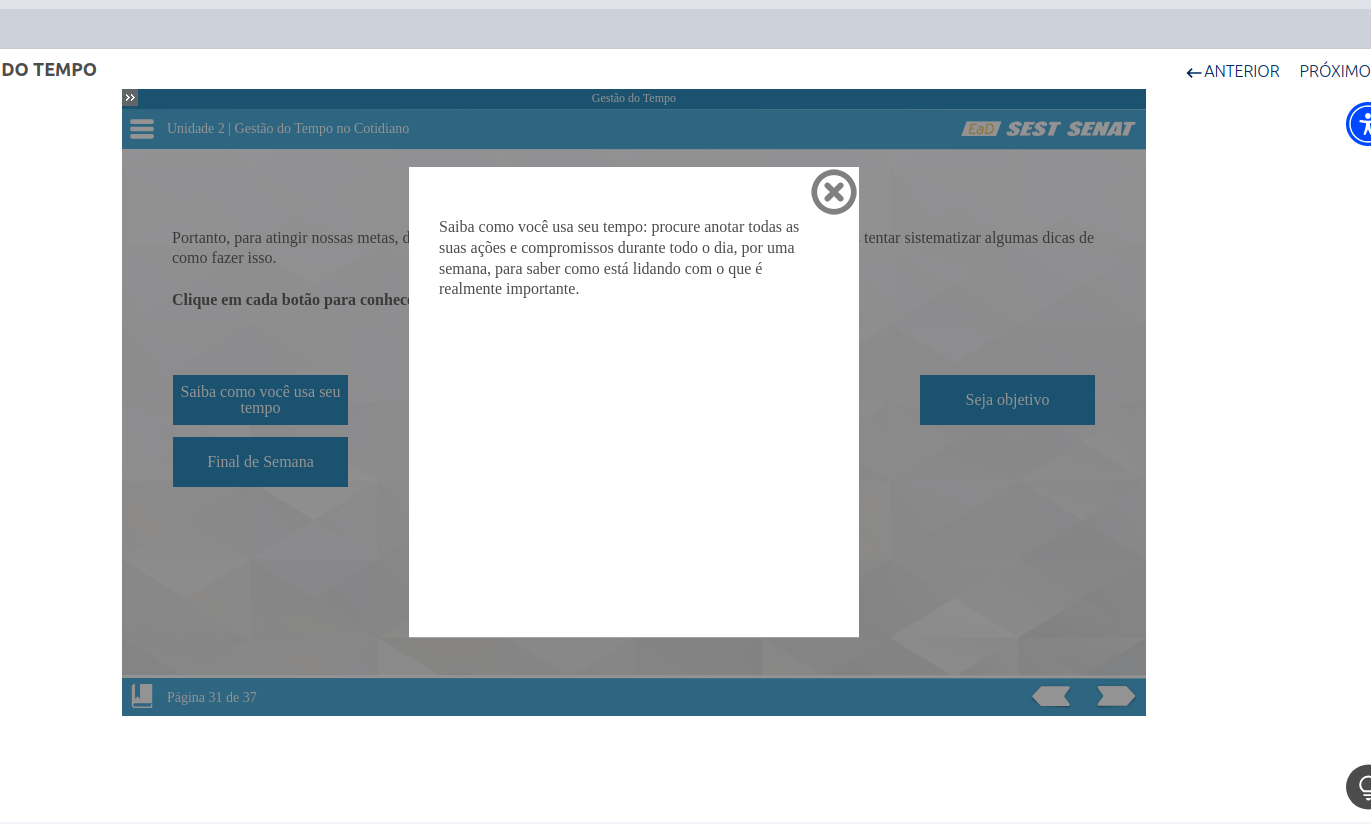 DO TEMPO
ANTERIOR
PRÓXIMO
Gestão do Tempo
Unidade 2 | Gestão do Tempo no Cotidiano
EaD SEST SENAT
Portanto, para atingir nossas metas, d
tentar sistematizar algumas dicas de
como fazer isso.
Clique em cada botão para conhece
Saiba como você usa seu tempo: procure anotar todas as
suas ações e compromissos durante todo o dia, por uma
semana, para saber como está lidando com o que é
realmente importante.
Saiba como você usa seu
tempo
Seja objetivo
Final de Semana
Página 31 de 37